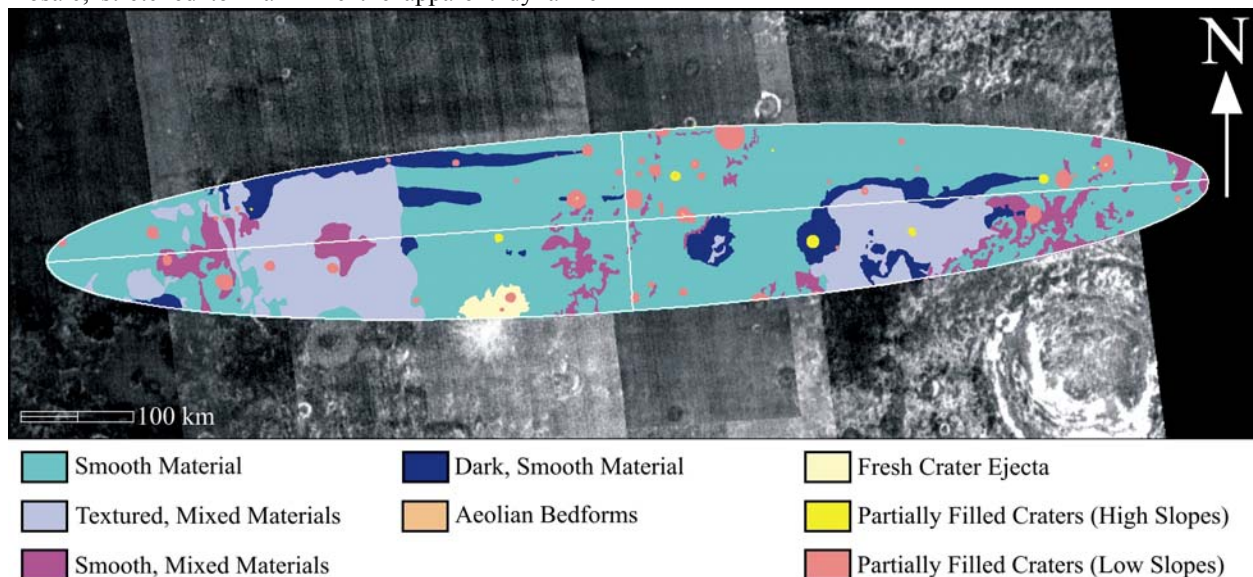 N
100 km
Smooth Material
Dark, Smooth Material
Fresh Crater Ejecta
Textured, Mixed Materials
Aeolian Bedforms
Partially Filled Craters (High Slopes)
Smooth, Mixed Materials
Partially Filled Craters (Low Slopes)